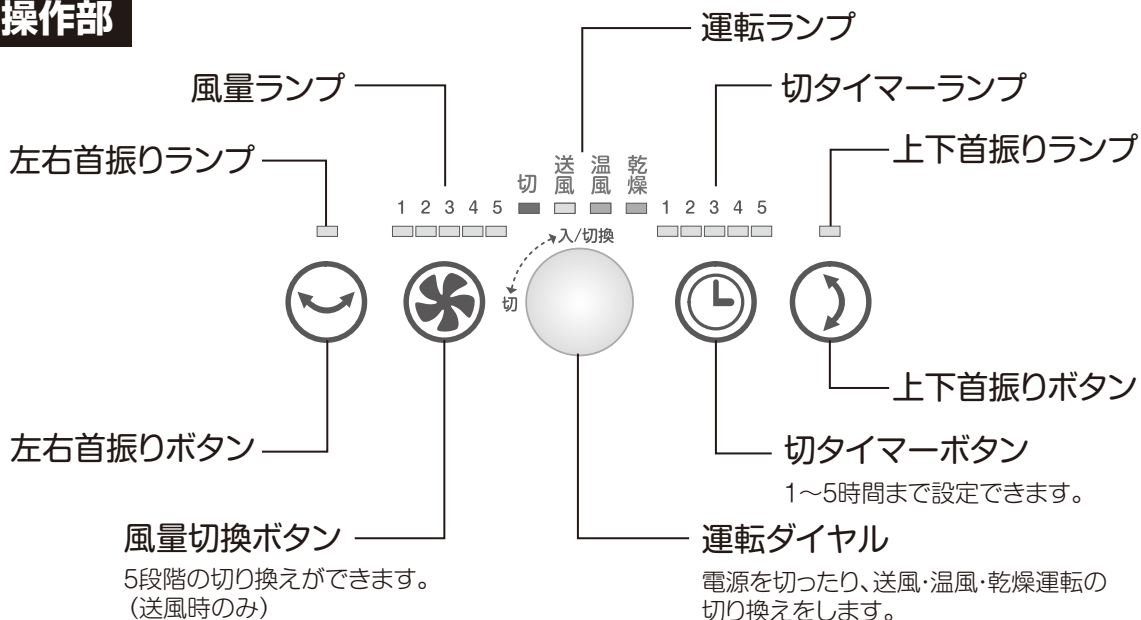 操作部
運転ランプ
風量ランプ
切タイマーランプ
左右首振りランプ
上下首振りランプ
切 送風 温風 乾燥
1 2 3 4 5
1 2 3 4 5
入/切換
切
上下首振りボタン
左右首振りボタン
切タイマーボタン
1〜5時間まで設定できます。
風量切換ボタン
5段階の切り換えができます。
（送風時のみ）
運転ダイヤル
電源を切ったり、送風・温風・乾燥運転の
切り換えをします。